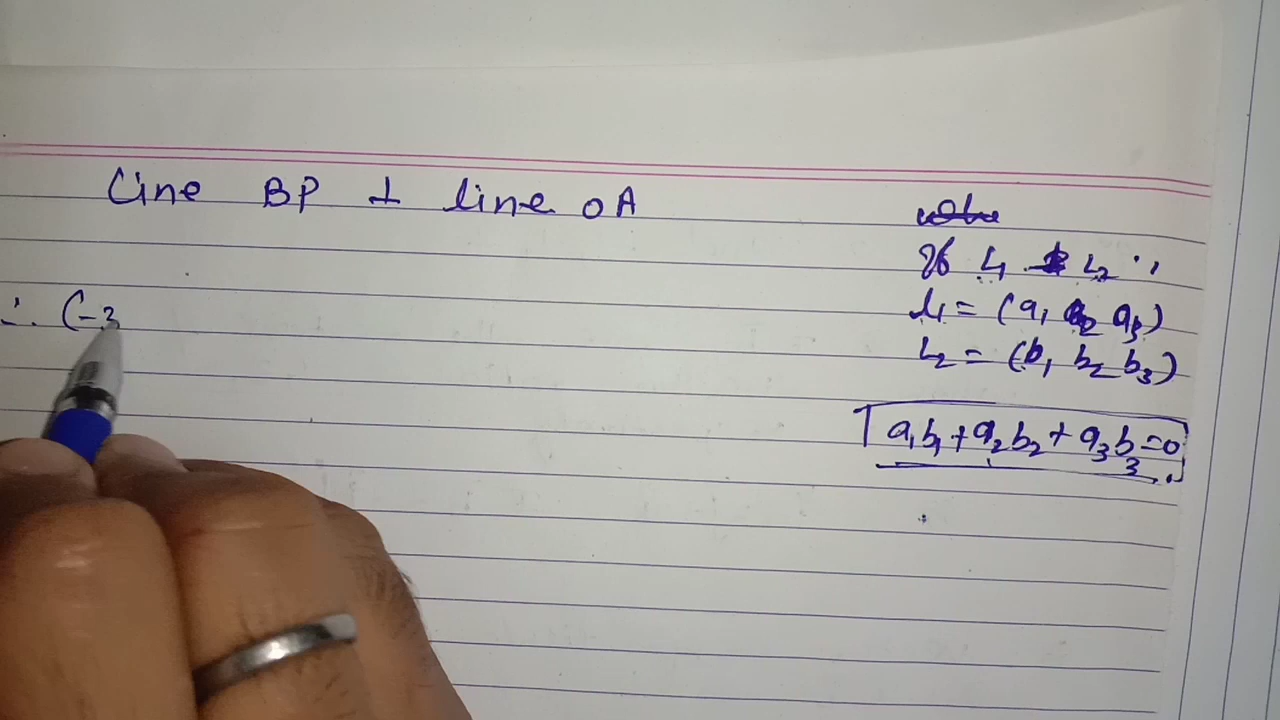 Line BP ⊥ line OA
If L1 ⊥ L2
L1 = (a1 a2 a3)
L2 = (b1 b2 b3)
∴ (-3
a1b1+a2b2+a3b3=0